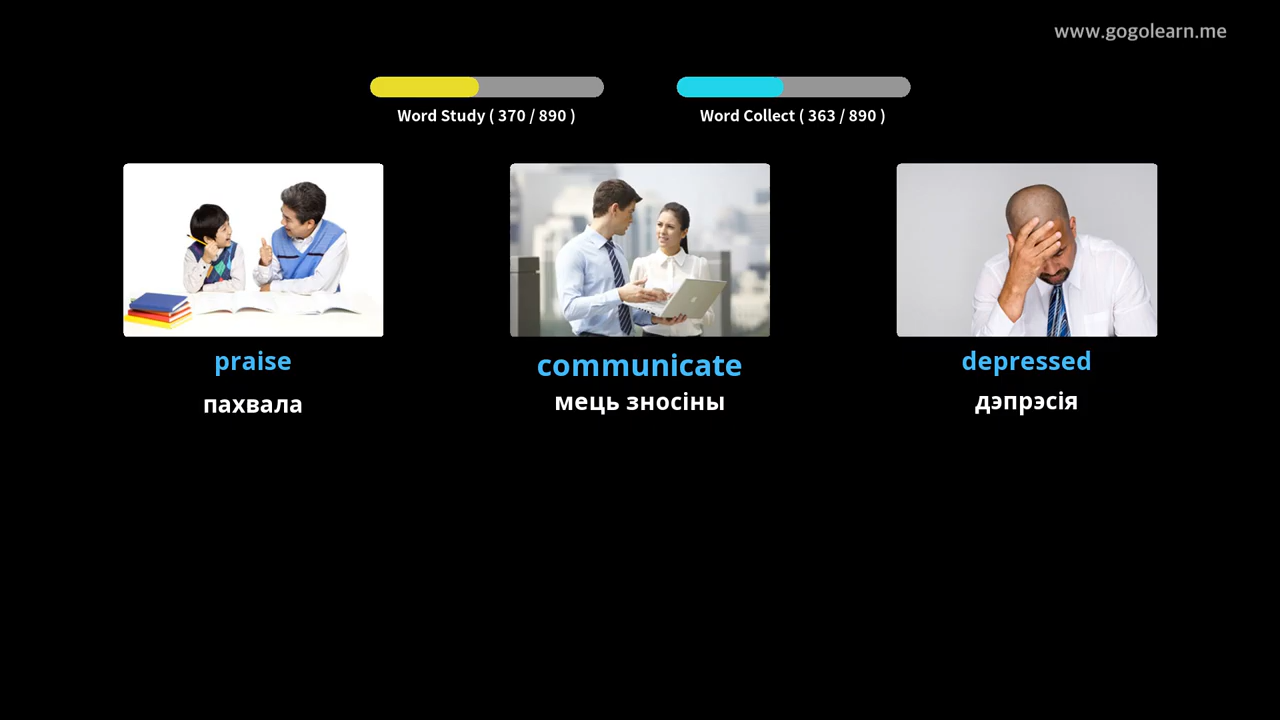 www.gogolearn.me
Word Study ( 370 / 890 )
Word Collect ( 363 / 890 )
praise
communicate
depressed
пахвала
мець зносіны
дэпрэсія